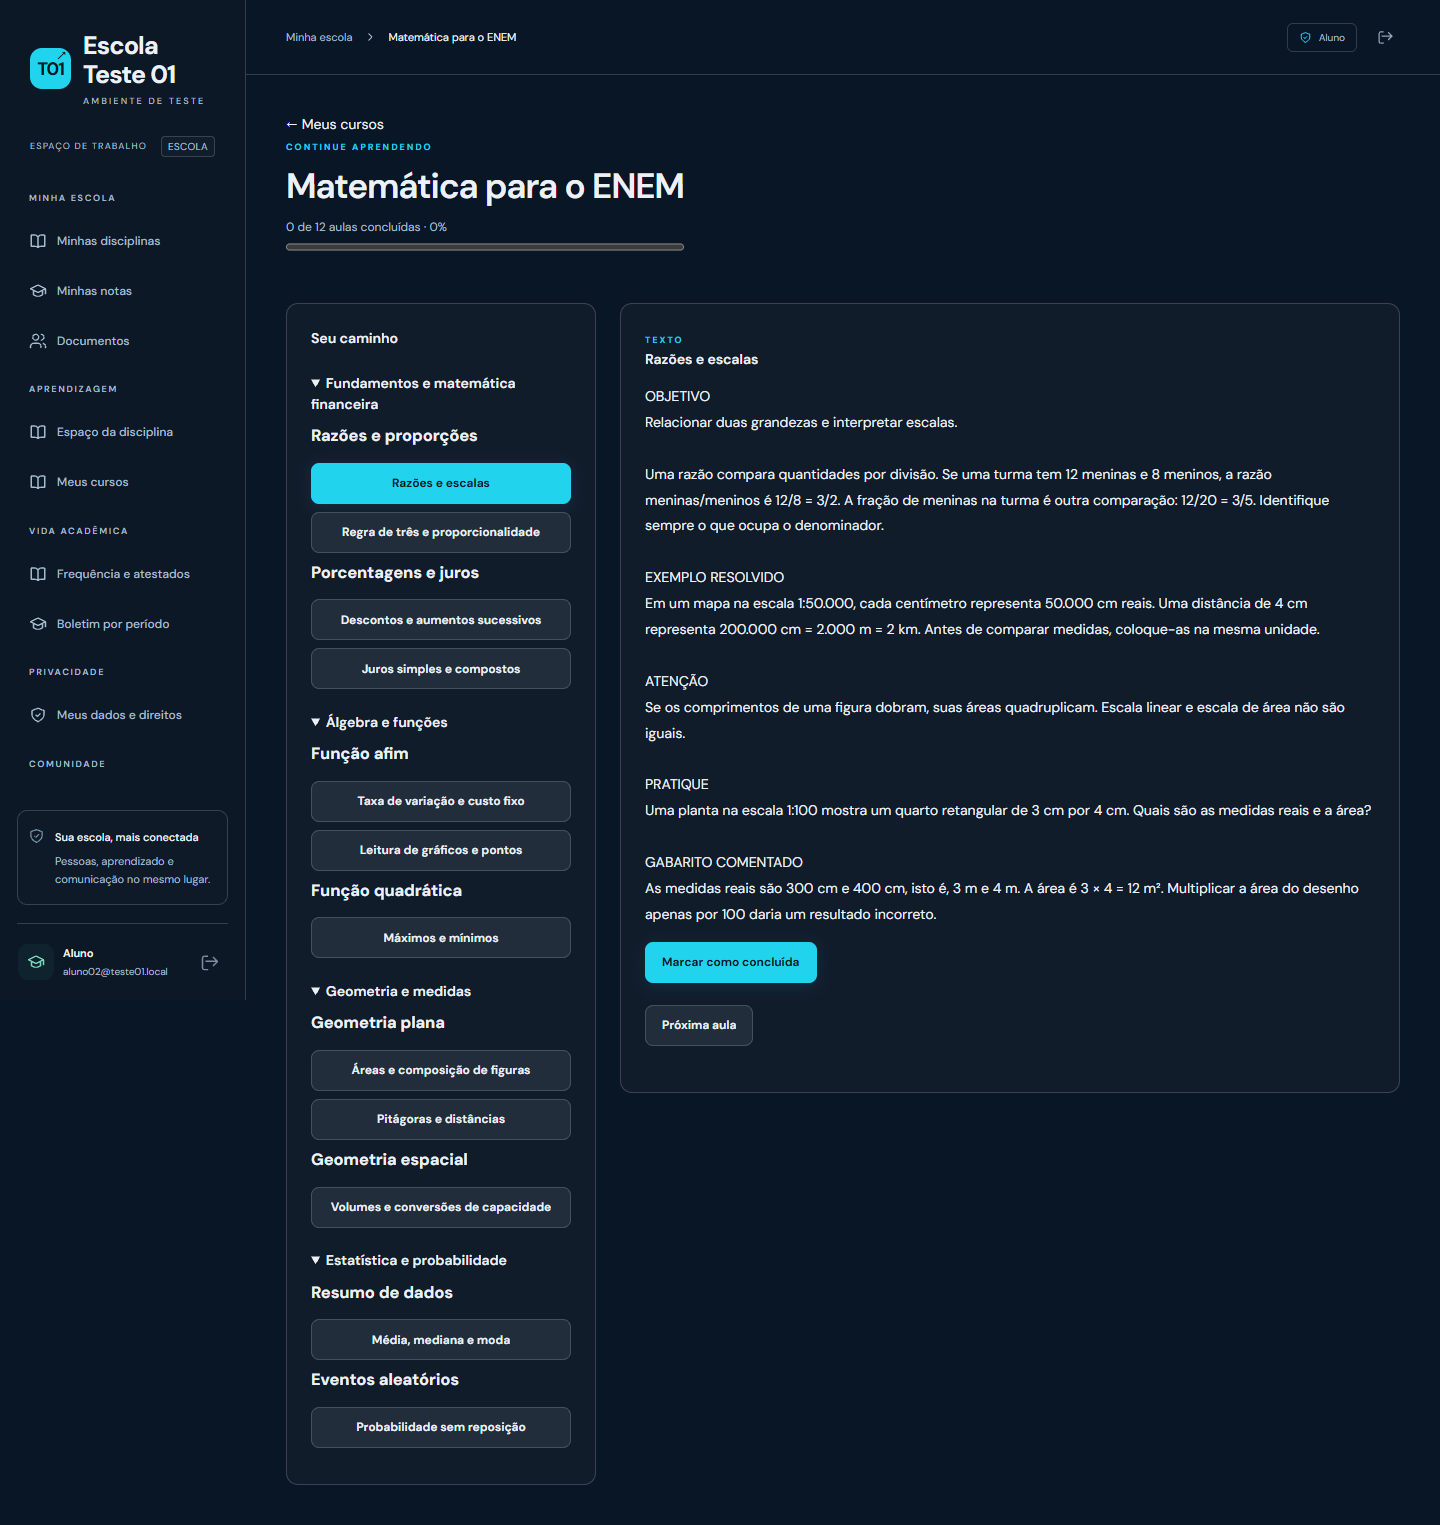 T01
Escola
Teste 01
AMBIENTE DE TESTE
ESPAÇO DE TRABALHO
ESCOLA
MINHA ESCOLA
Minhas disciplinas
Minhas notas
Documentos
APRENDIZAGEM
Espaço da disciplina
Meus cursos
VIDA ACADÊMICA
Frequência e atestados
Boletim por período
PRIVACIDADE
Meus dados e direitos
COMUNIDADE
Sua escola, mais conectada
Pessoas, aprendizado e
comunicação no mesmo lugar.
Aluno
aluno02@teste01.local
Minha escola > Matemática para o ENEM
Aluno
← Meus cursos
CONTINUE APRENDENDO
Matemática para o ENEM
0 de 12 aulas concluídas · 0%
Seu caminho
▼ Fundamentos e matemática
financeira
Razões e proporções
Razões e escalas
Regra de três e proporcionalidade
Porcentagens e juros
Descontos e aumentos sucessivos
Juros simples e compostos
▼ Álgebra e funções
Função afim
Taxa de variação e custo fixo
Leitura de gráficos e pontos
Função quadrática
Máximos e mínimos
▼ Geometria e medidas
Geometria plana
Áreas e composição de figuras
Pitágoras e distâncias
Geometria espacial
Volumes e conversões de capacidade
▼ Estatística e probabilidade
Resumo de dados
Média, mediana e moda
Eventos aleatórios
Probabilidade sem reposição
TEXTO
Razões e escalas
OBJETIVO
Relacionar duas grandezas e interpretar escalas.
Uma razão compara quantidades por divisão. Se uma turma tem 12 meninas e 8 meninos, a razão
meninas/meninos é 12/8 = 3/2. A fração de meninas na turma é outra comparação: 12/20 = 3/5. Identifique
sempre o que ocupa o denominador.
EXEMPLO RESOLVIDO
Em um mapa na escala 1:50.000, cada centímetro representa 50.000 cm reais. Uma distância de 4 cm
representa 200.000 cm = 2.000 m = 2 km. Antes de comparar medidas, coloque-as na mesma unidade.
ATENÇÃO
Se os comprimentos de uma figura dobram, suas áreas quadruplicam. Escala linear e escala de área não são
iguais.
PRATIQUE
Uma planta na escala 1:100 mostra um quarto retangular de 3 cm por 4 cm. Quais são as medidas reais e a área?
GABARITO COMENTADO
As medidas reais são 300 cm e 400 cm, isto é, 3 m e 4 m. A área é 3 × 4 = 12 m². Multiplicar a área do desenho
apenas por 100 daria um resultado incorreto.
Marcar como concluída
Próxima aula